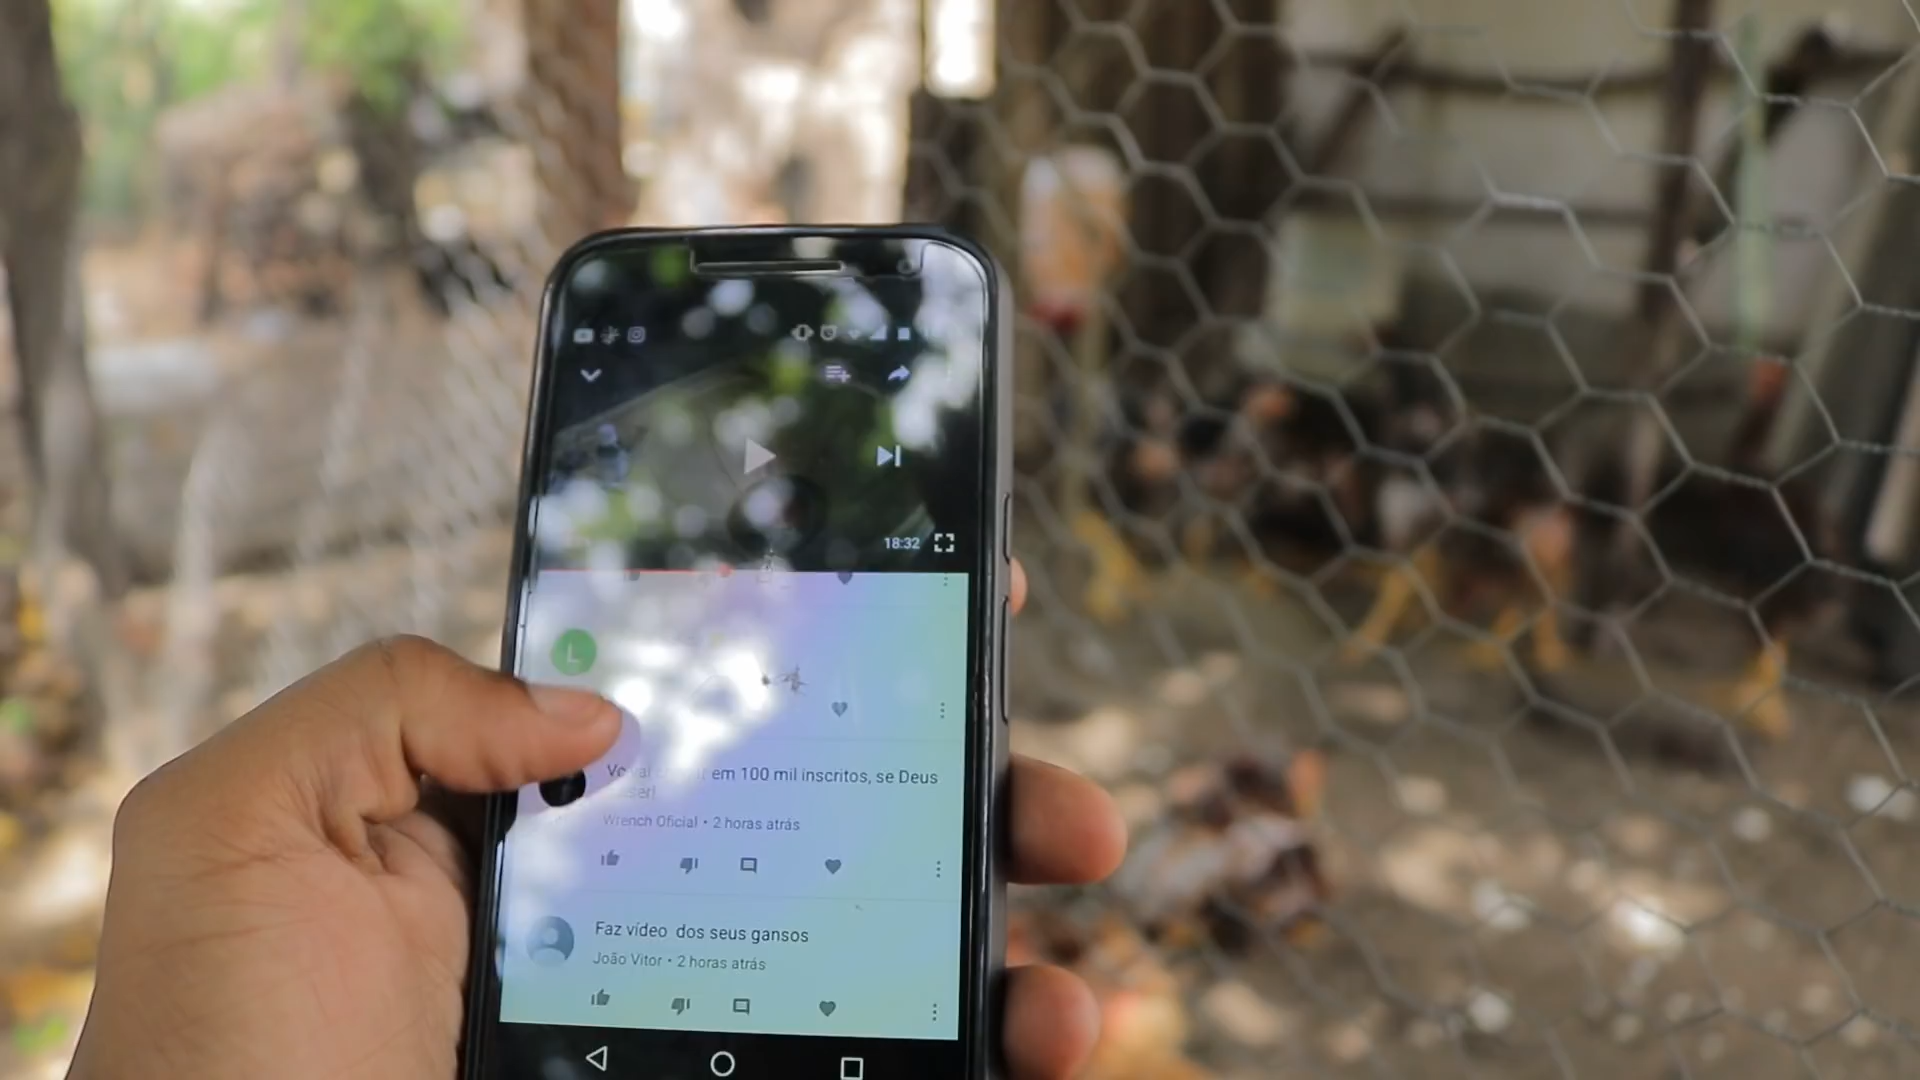 18:32
L
em 100 mil inscritos, se Deus
Wrench Oficial • 2 horas atrás
Faz vídeo dos seus gansos
João Vitor • 2 horas atrás